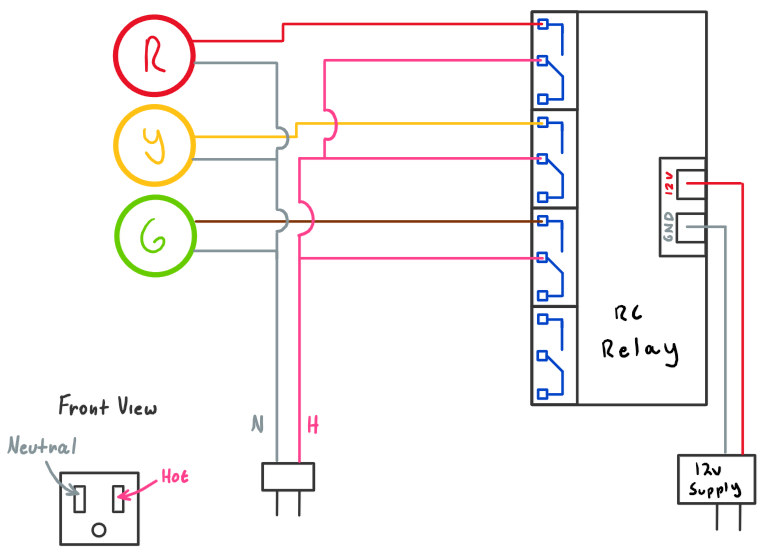 R
Y
G
12V
GND
RC
Relay
Front View
Neutral
Hot
N
H
12v
Supply